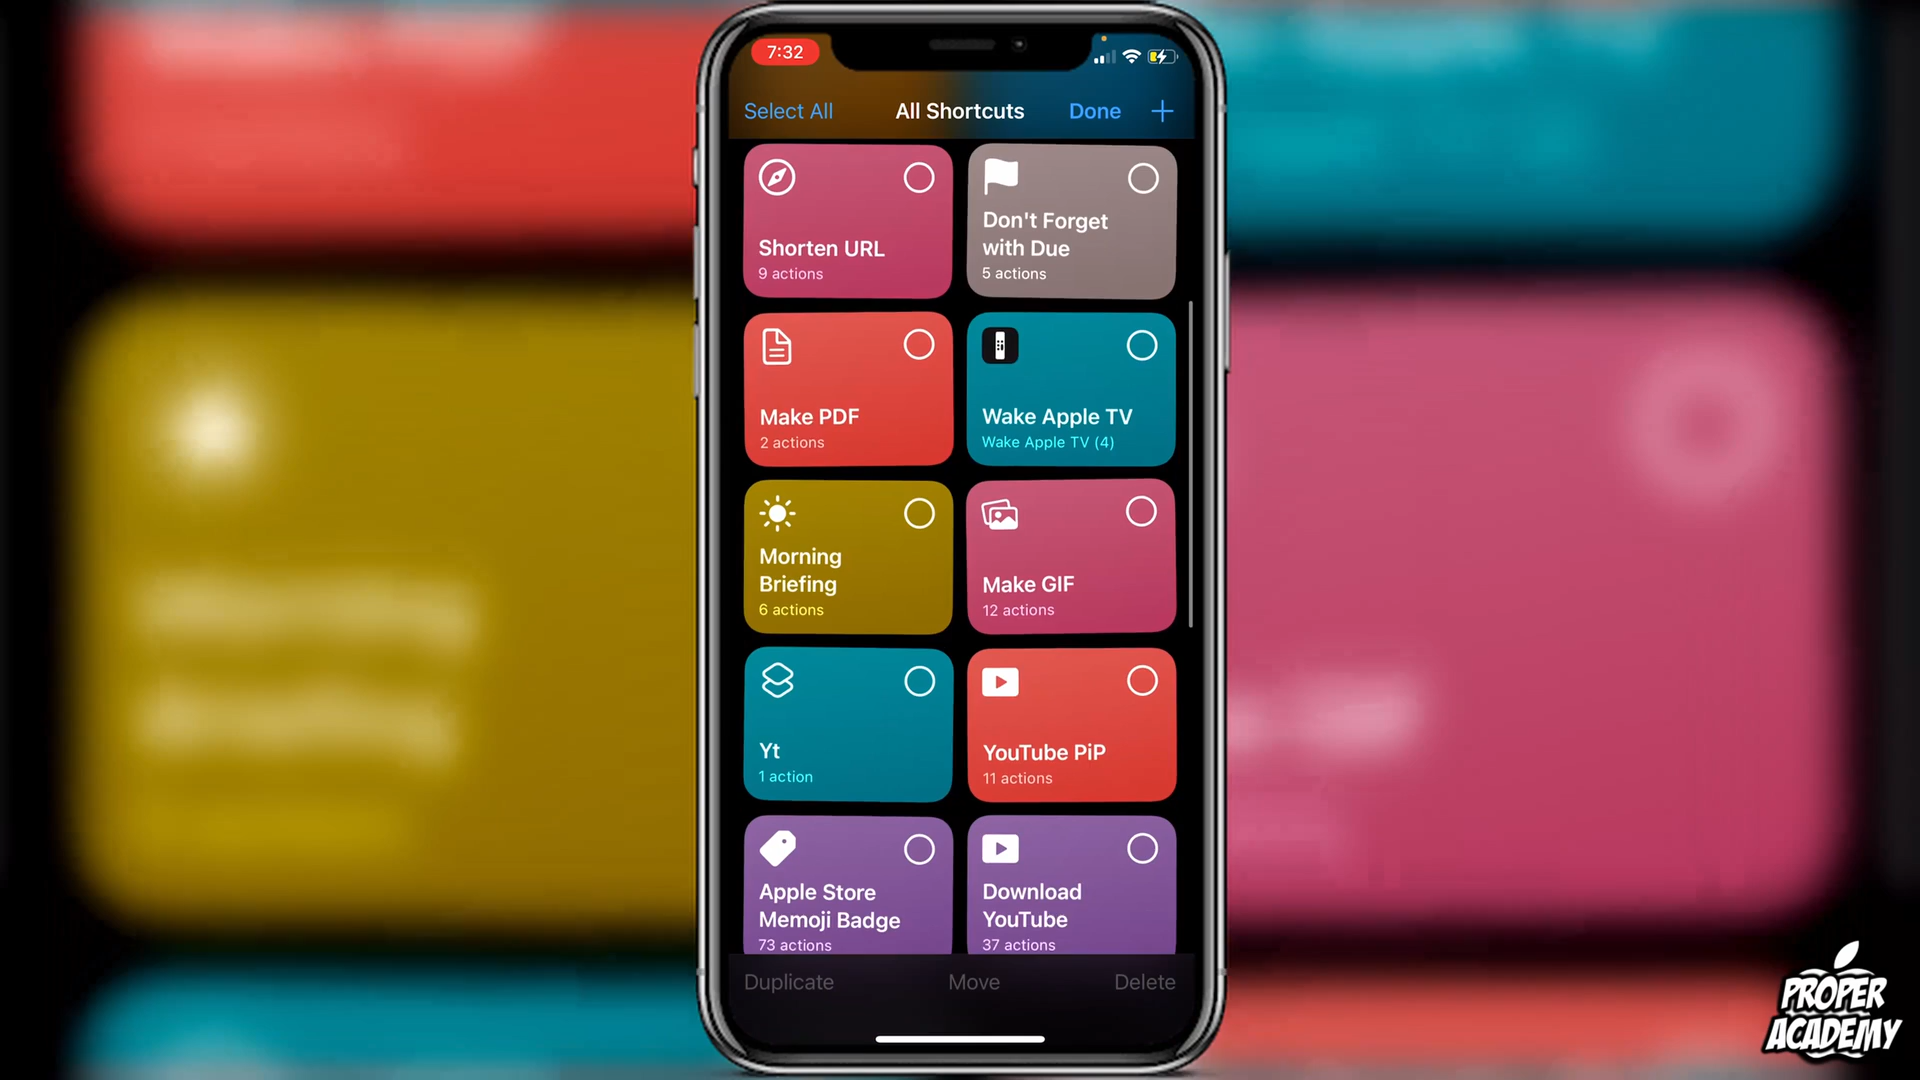 7:32
Select All
All Shortcuts
Done
Shorten URL
9 actions
Don't Forget
with Due
5 actions
Make PDF
2 actions
Wake Apple TV
Wake Apple TV (4)
Morning
Briefing
6 actions
Make GIF
12 actions
Yt
1 action
YouTube PiP
11 actions
Apple Store
Memoji Badge
73 actions
Download
YouTube
37 actions
Duplicate
Move
Delete
PROPER
ACADEMY